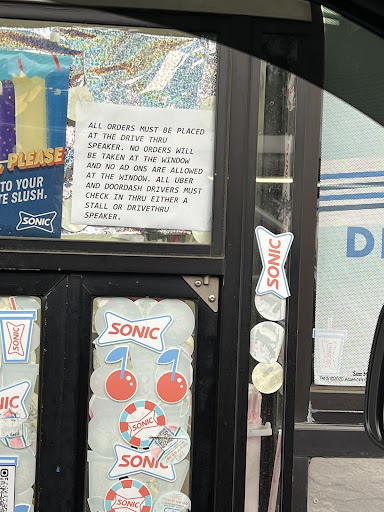 ALL ORDERS MUST BE PLACED
AT THE DRIVE THRU
SPEAKER. NO ORDERS WILL
BE TAKEN AT THE WINDOW
AND NO AD ONS ARE ALLOWED
AT THE WINDOW. ALL UBER
AND DOORDASH DRIVERS MUST
CHECK IN THRU EITHER A
STALL OR DRIVETHRU
SPEAKER.
PLEASE
TO YOUR
SLUSH.
SONIC
SONIC
SONIC
SONIC
SONIC
SONIC
SONIC